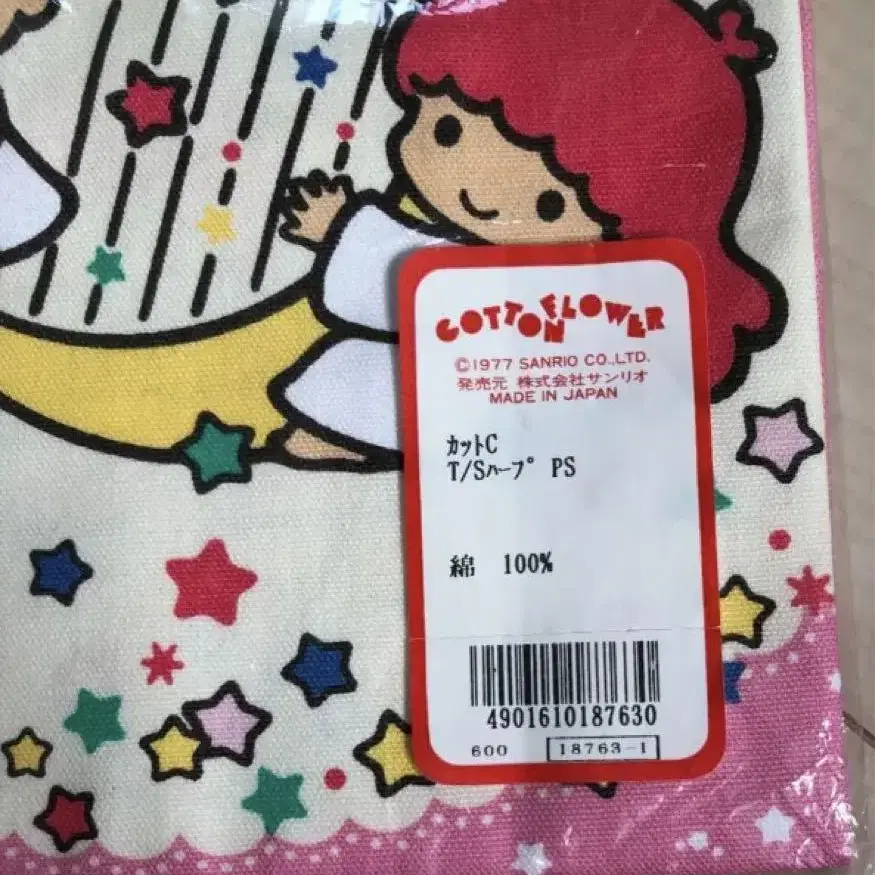 COTTON FLOWER
©1977 SANRIO CO.,LTD.
発売元 株式会社サンリオ
MADE IN JAPAN
ｶｯﾄC
T/Sﾊｰﾌﾟ PS
綿 100%
4901610187630
600 18763-1